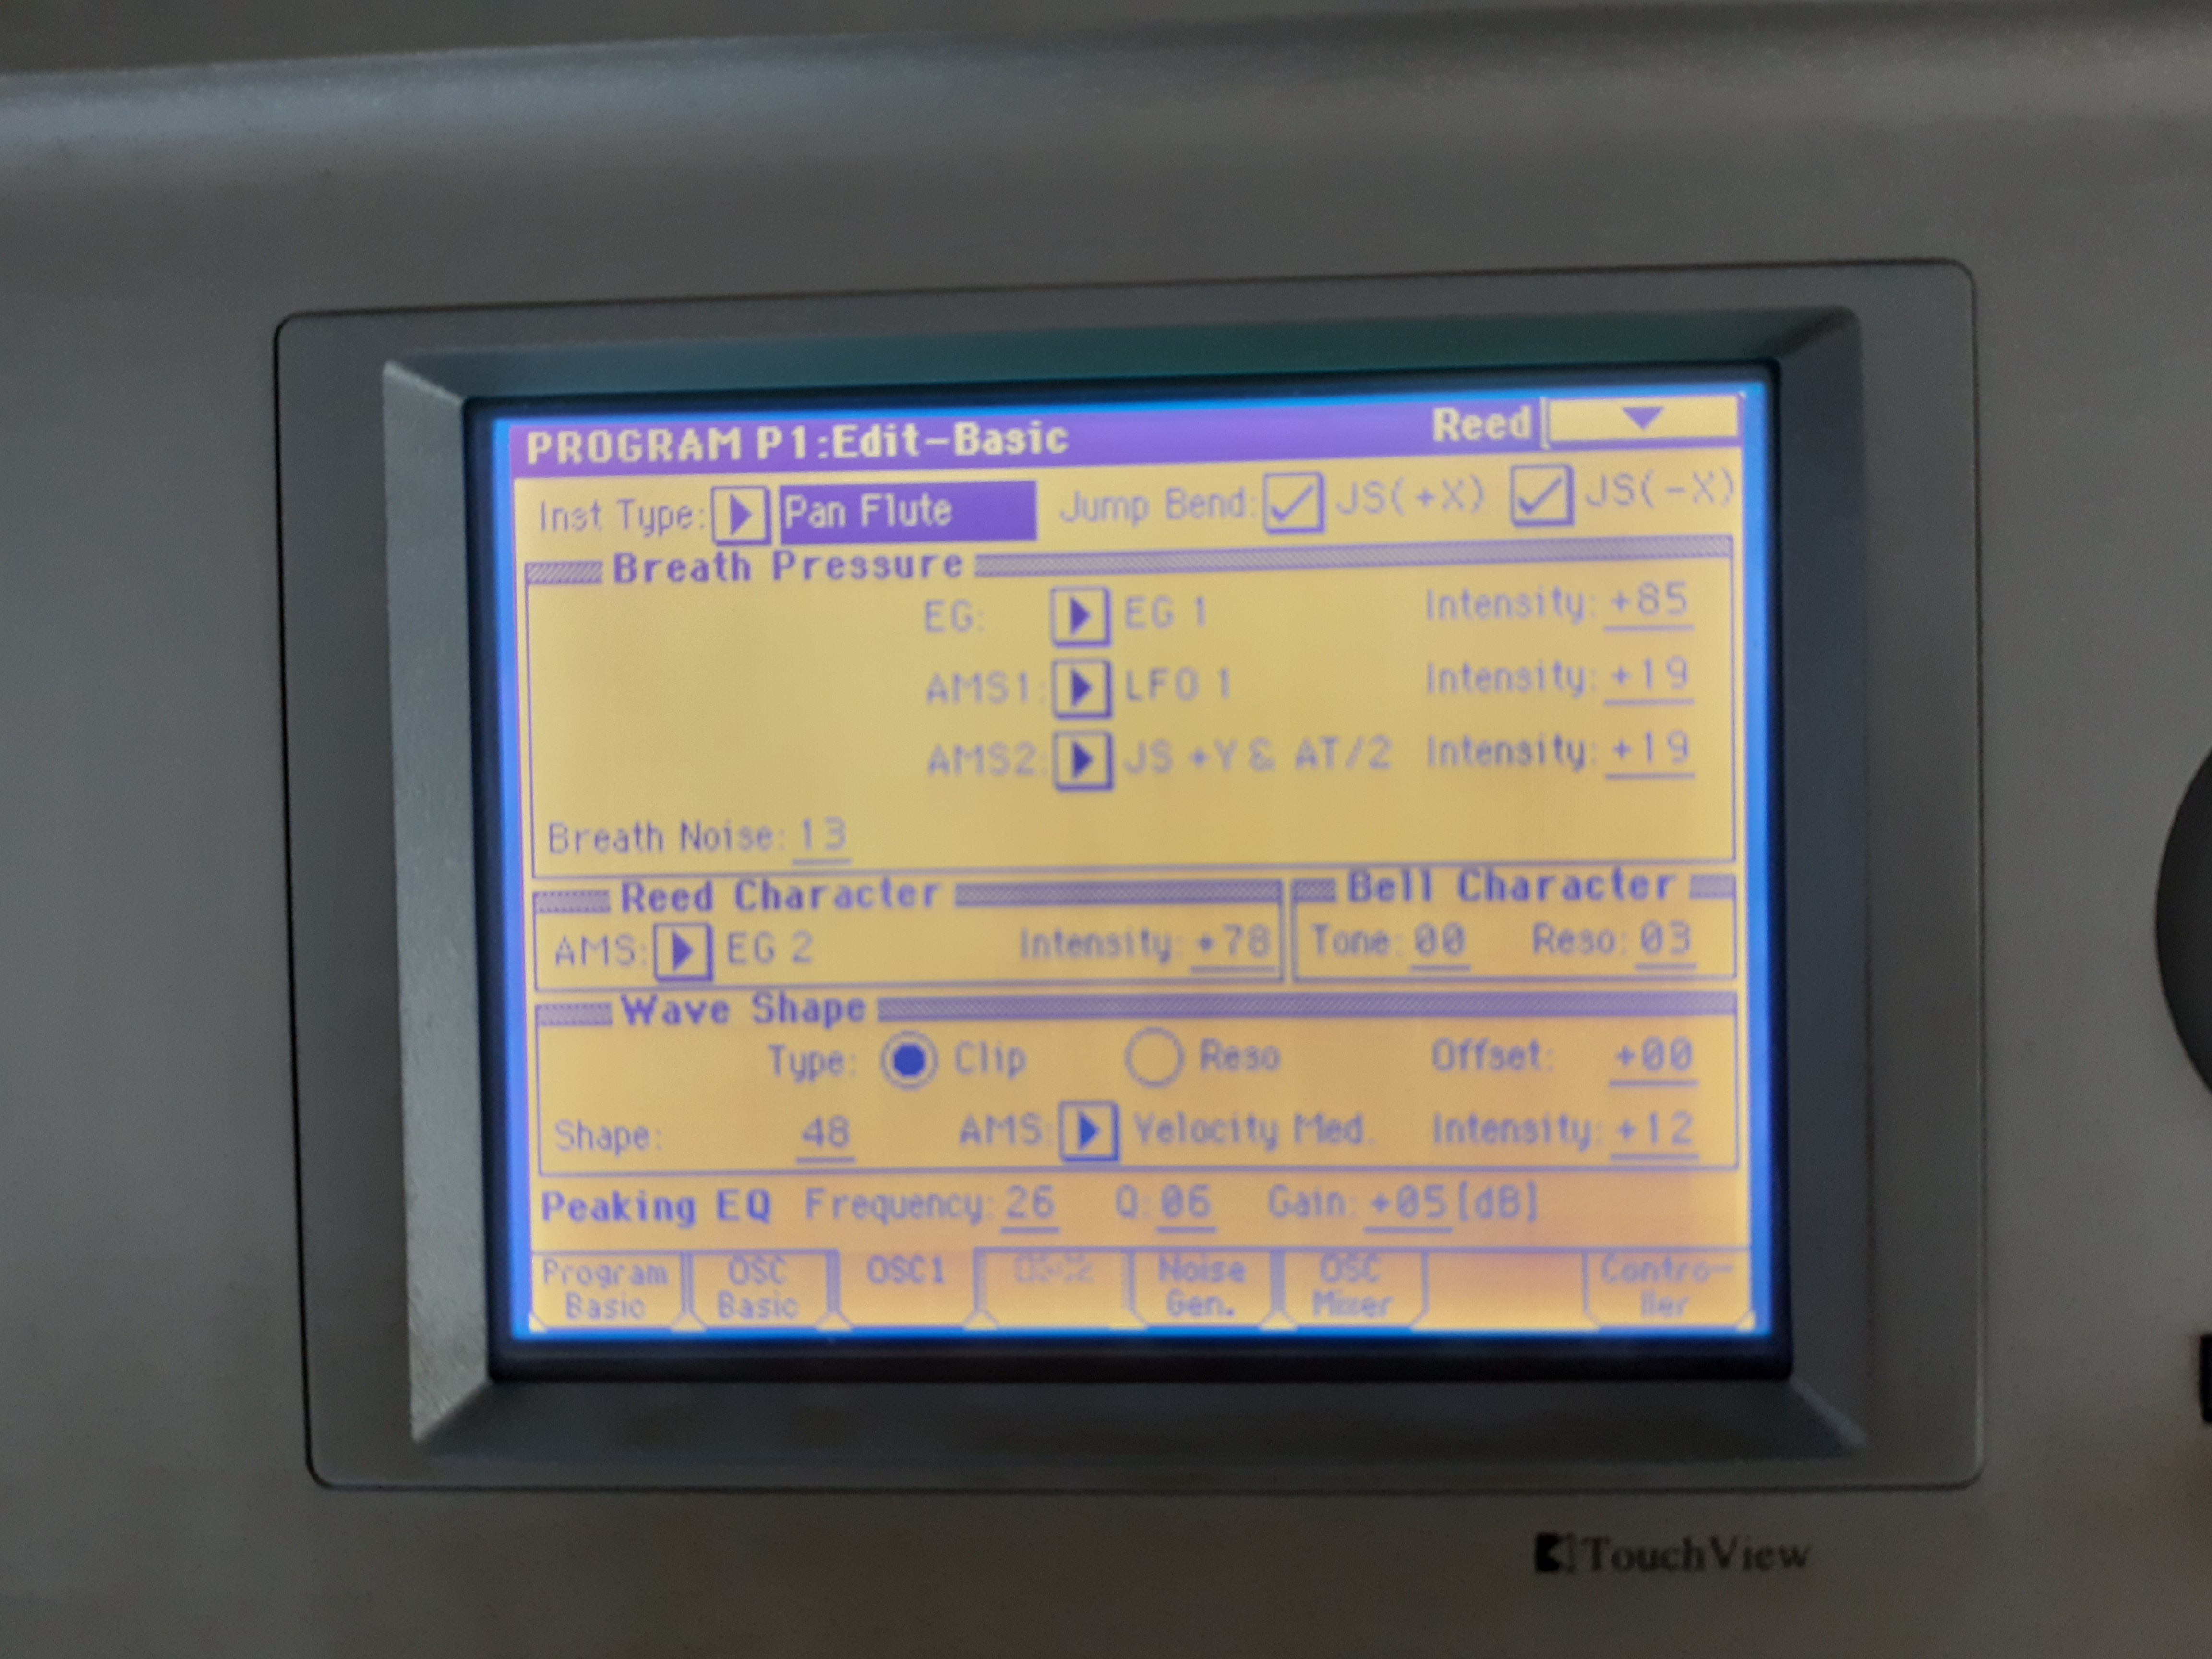 PROGRAM P1:Edit-Basic Reed
Inst Type: Pan Flute Jump Bend: JS(+X) JS(-X)
Breath Pressure
EG: EG 1 Intensity: +85
AMS1: LFO 1 Intensity: +19
AMS2: JS +Y & AT/2 Intensity: +19
Breath Noise: 13
Reed Character Bell Character
AMS: EG 2 Intensity: +78 Tone: 00 Reso: 03
Wave Shape
Type: Clip Reso Offset: +00
Shape: 48 AMS: Velocity Med. Intensity: +12
Peaking EQ Frequency: 26 Q: 06 Gain: +05[dB]
Program OSC OSC1 OSC2 Noise OSC Contro-
Basic Basic Gen. Mixer ller
TouchView